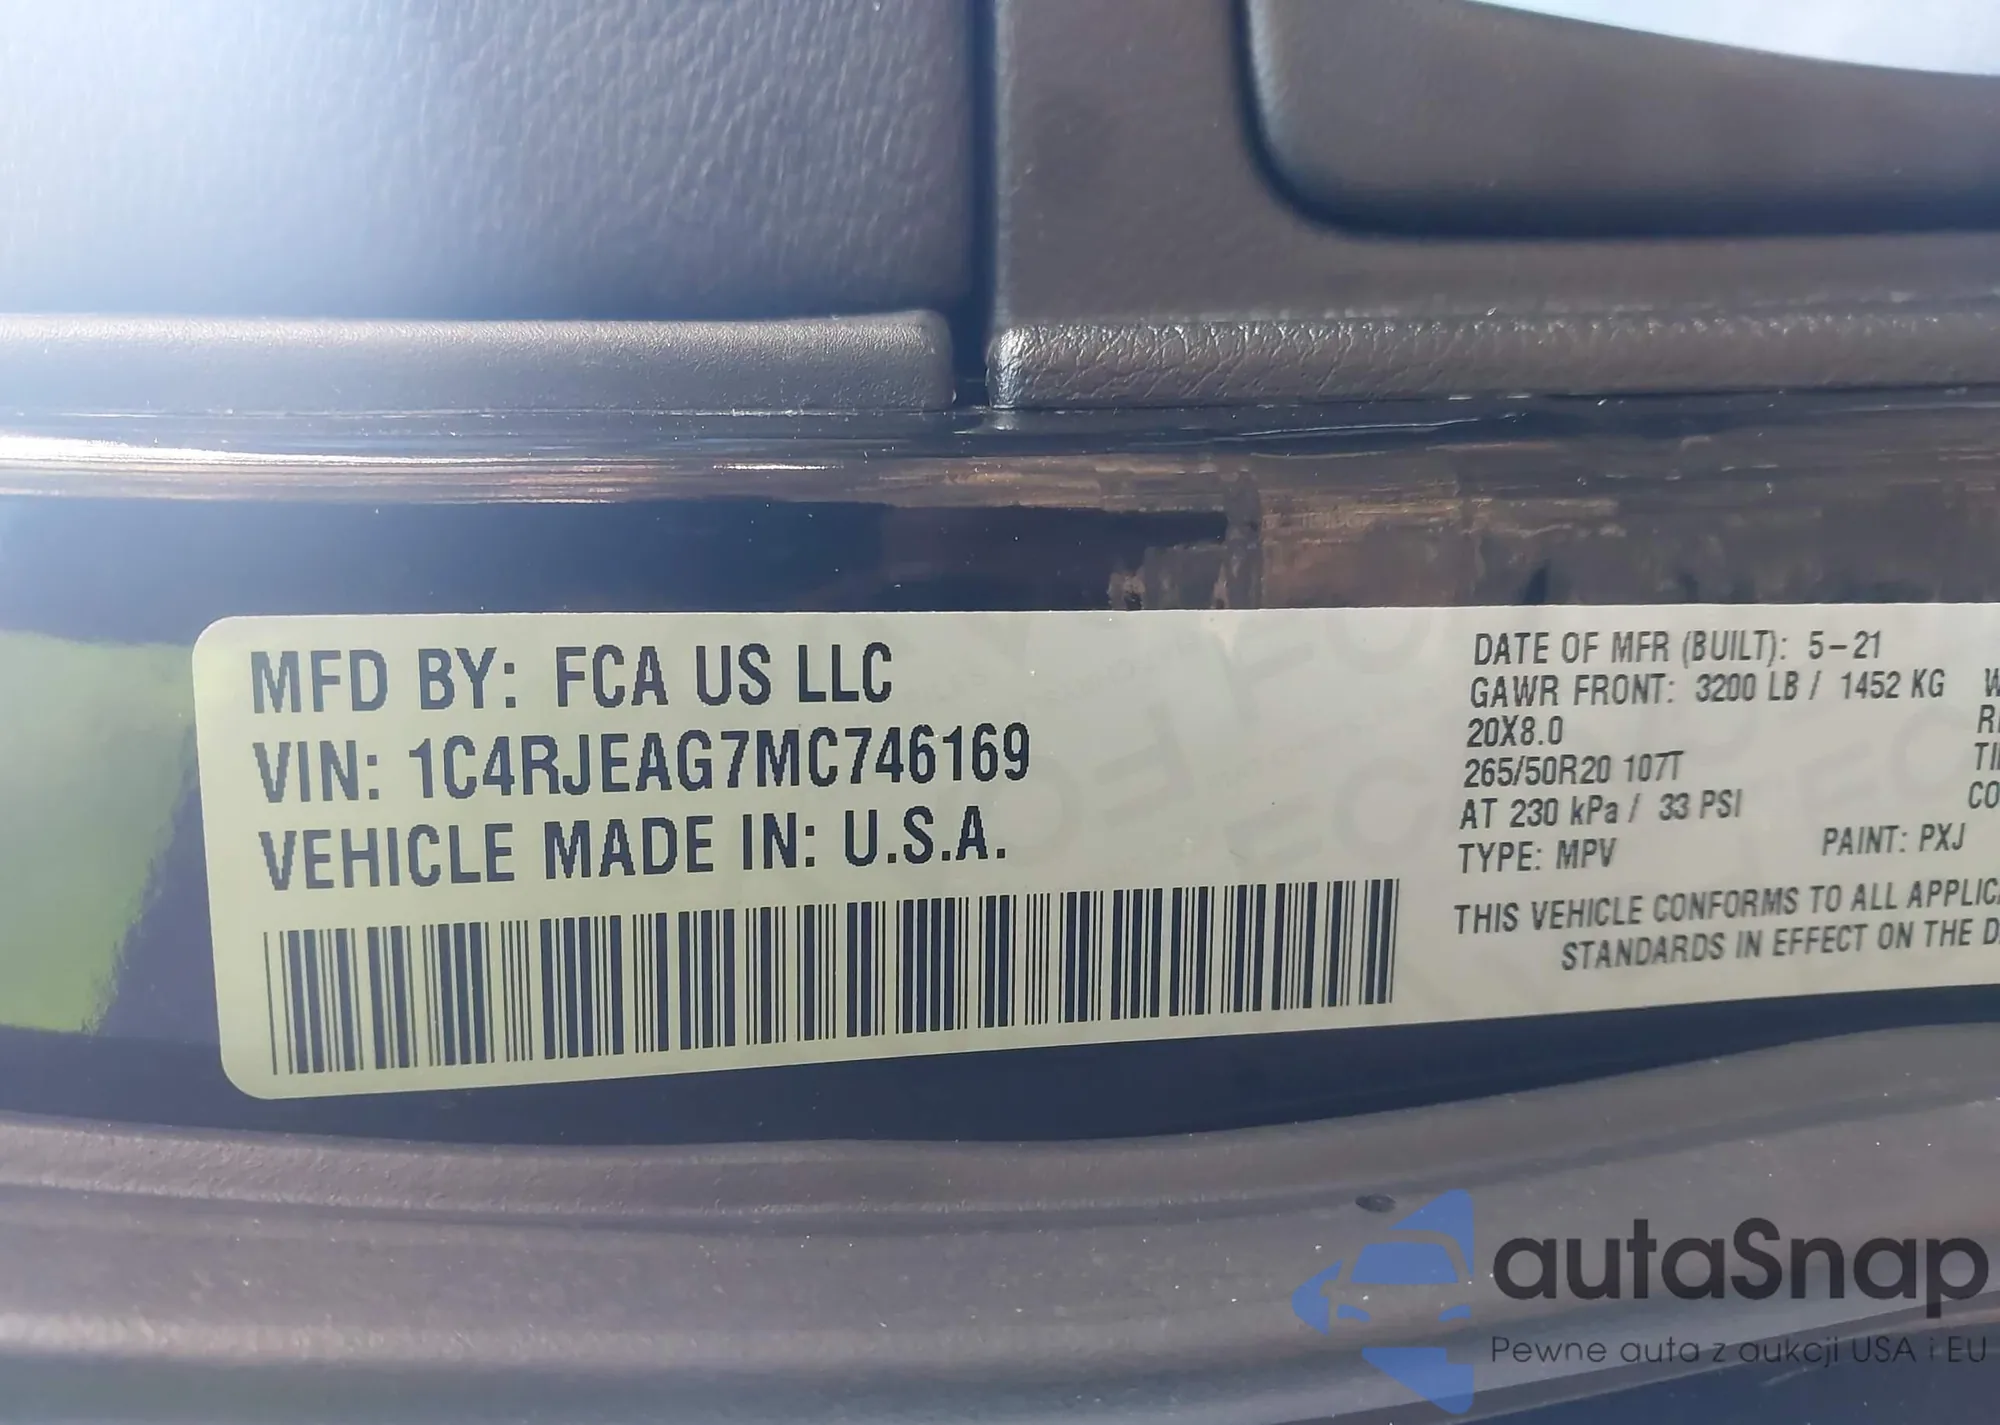 MFD BY: FCA US LLC
VIN: 1C4RJEAG7MC746169
VEHICLE MADE IN: U.S.A.
DATE OF MFR (BUILT): 5-21
GAWR FRONT: 3200 LB / 1452 KG
20X8.0
265/50R20 107T
AT 230 kPa / 33 PSI
TYPE: MPV PAINT: PXJ
THIS VEHICLE CONFORMS TO ALL
STANDARDS IN EFFECT ON THE
autaSnap
Pewne auta z aukcji USA i EU